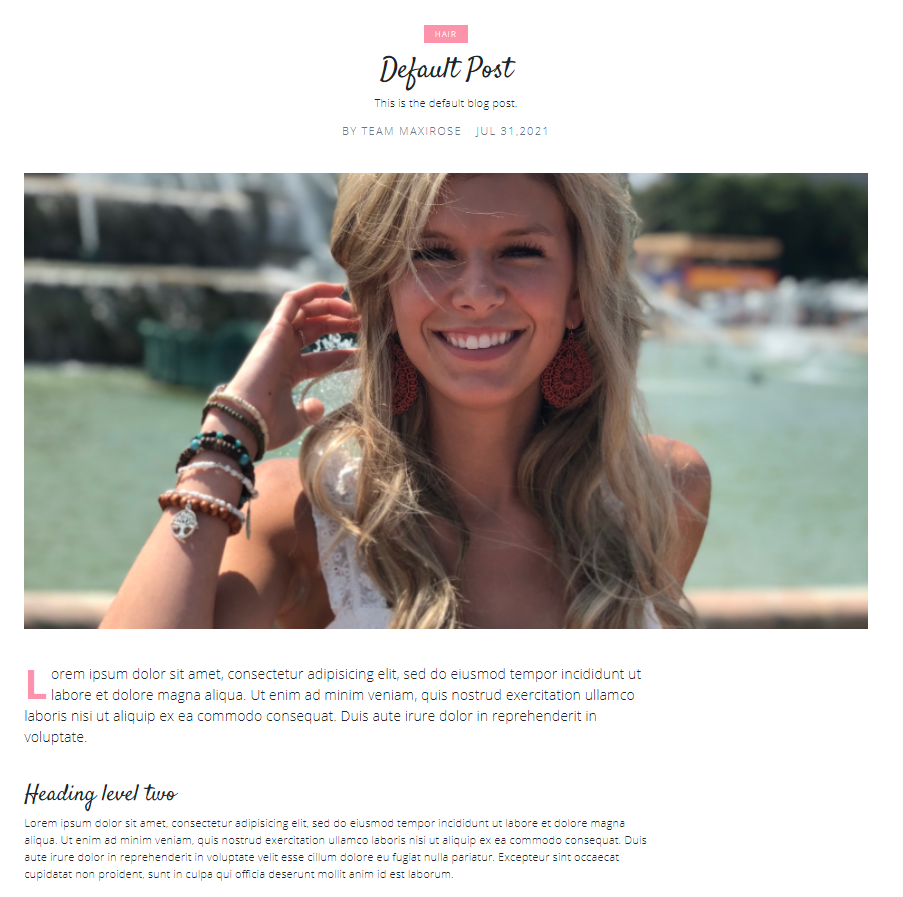 HAIR
Default Post
This is the default blog post.
BY TEAM MAXIROSE JUL 31,2021
Lorem ipsum dolor sit amet, consectetur adipisicing elit, sed do eiusmod tempor incididunt ut
labore et dolore magna aliqua. Ut enim ad minim veniam, quis nostrud exercitation ullamco
laboris nisi ut aliquip ex ea commodo consequat. Duis aute irure dolor in reprehenderit in
voluptate.
Heading level two
Lorem ipsum dolor sit amet, consectetur adipisicing elit, sed do eiusmod tempor incididunt ut labore et dolore magna
aliqua. Ut enim ad minim veniam, quis nostrud exercitation ullamco laboris nisi ut aliquip ex ea commodo consequat. Duis
aute irure dolor in reprehenderit in voluptate velit esse cillum dolore eu fugiat nulla pariatur. Excepteur sint occaecat
cupidatat non proident, sunt in culpa qui officia deserunt mollit anim id est laborum.